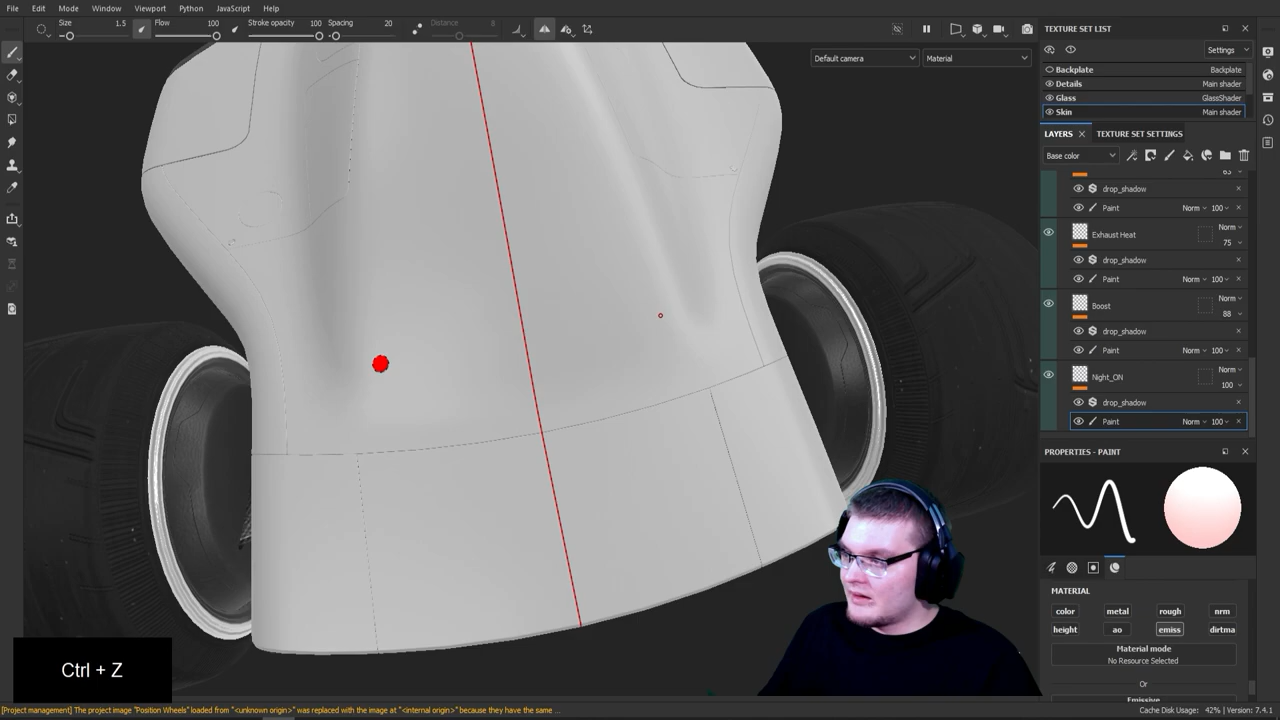 File Edit Mode Window Viewport Python JavaScript Help
Size 1.5 Flow 100 Stroke opacity 100 Spacing 20 Distance 8
Default camera Material
TEXTURE SET LIST
Settings
Backplate Backplate
Details Main shader
Glass GlassShader
Skin Main shader
LAYERS TEXTURE SET SETTINGS
Base color
63
drop_shadow
Paint Norm 100
Exhaust Heat Norm
75
drop_shadow
Paint Norm 100
Boost Norm
88
drop_shadow
Paint Norm 100
Night_ON Norm
100
drop_shadow
Paint Norm 100
PROPERTIES - PAINT
MATERIAL
color metal rough nrm
height ao emiss dirtma
Material mode
No Resource Selected
Or
Ctrl + Z
[Project management] The project image "Position Wheels" loaded from "<unknown origin>" was replaced with the image at "<internal origin>" because they have the same ...
Cache Disk Usage: 42% | Version: 7.4.1